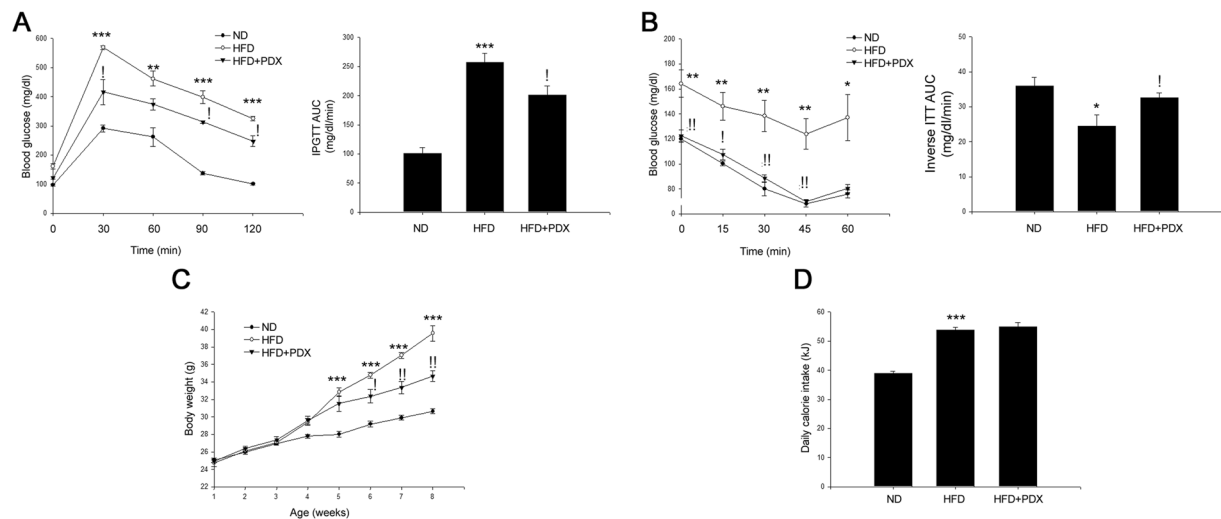 A
ND
HFD
HFD+PDX
Blood glucose (mg/dl)
600
500
400
300
200
100
0
***
**
***
***
!
!
!
0 30 60 90 120
Time (min)
IPGTT AUC
(mg/dl/min)
300
250
200
150
100
50
0
***
!
ND HFD HFD+PDX
B
ND
HFD
HFD+PDX
Blood glucose (mg/dl)
200
180
160
140
120
100
80
60
** ** ** ** *
!! ! !! !!
0 15 30 45 60
Time (min)
Inverse ITT AUC
(mg/dl/min)
50
40
30
20
10
0
*
!
ND HFD HFD+PDX
C
ND
HFD
HFD+PDX
Body weight (g)
42
40
38
36
34
32
30
28
26
24
22
*** *** *** ***
! !! !!
1 2 3 4 5 6 7 8
Age (weeks)
D
Daily calorie intake (kJ)
60
50
40
30
20
10
0
***
ND HFD HFD+PDX